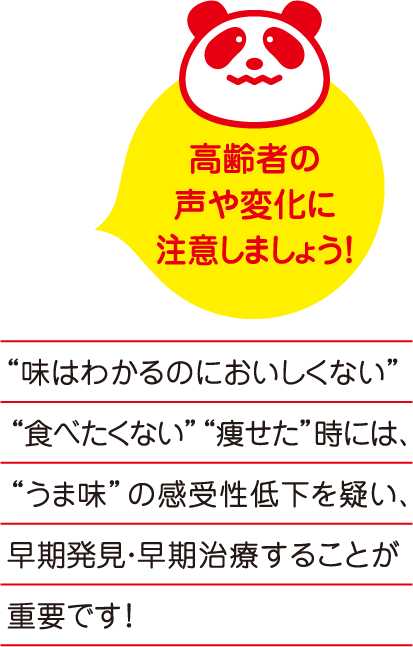 高齢者の
声や変化に
注意しましょう!
“味はわかるのにおいしくない”
“食べたくない”“痩せた”時には、
“うま味”の感受性低下を疑い、
早期発見・早期治療することが
重要です!